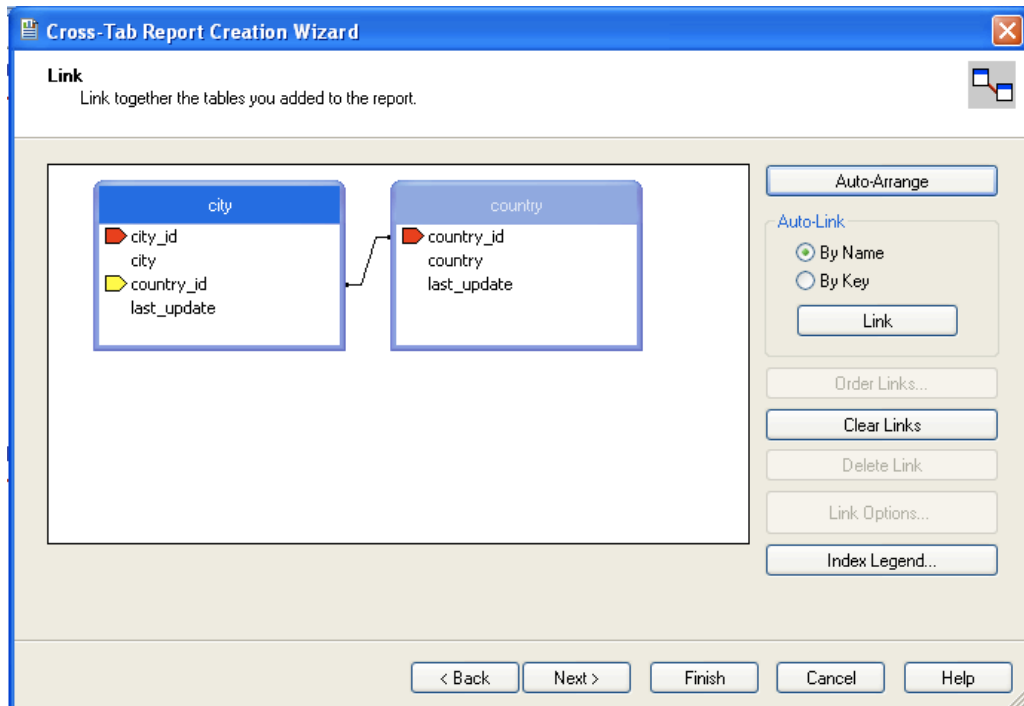 Cross-Tab Report Creation Wizard
Link
Link together the tables you added to the report.
city
city_id
city
country_id
last_update
country
country_id
country
last_update
Auto-Arrange
Auto-Link
By Name
By Key
Link
Order Links...
Clear Links
Delete Link
Link Options...
Index Legend...
< Back
Next >
Finish
Cancel
Help